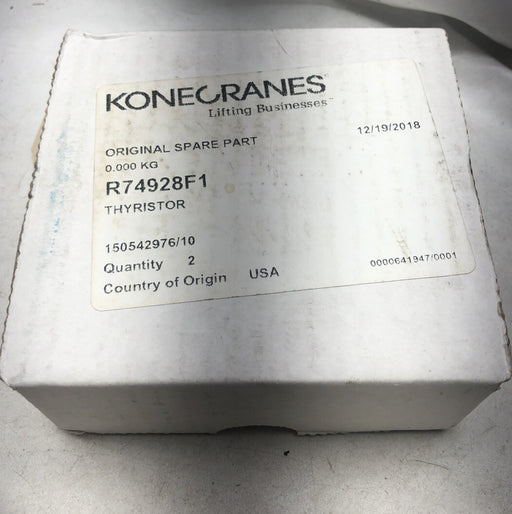 KONECRANES
Lifting Businesses™
ORIGINAL SPARE PART 12/19/2018
0.000 KG
R74928F1
THYRISTOR
150542976/10
Quantity 2
Country of Origin USA 0000641947/0001